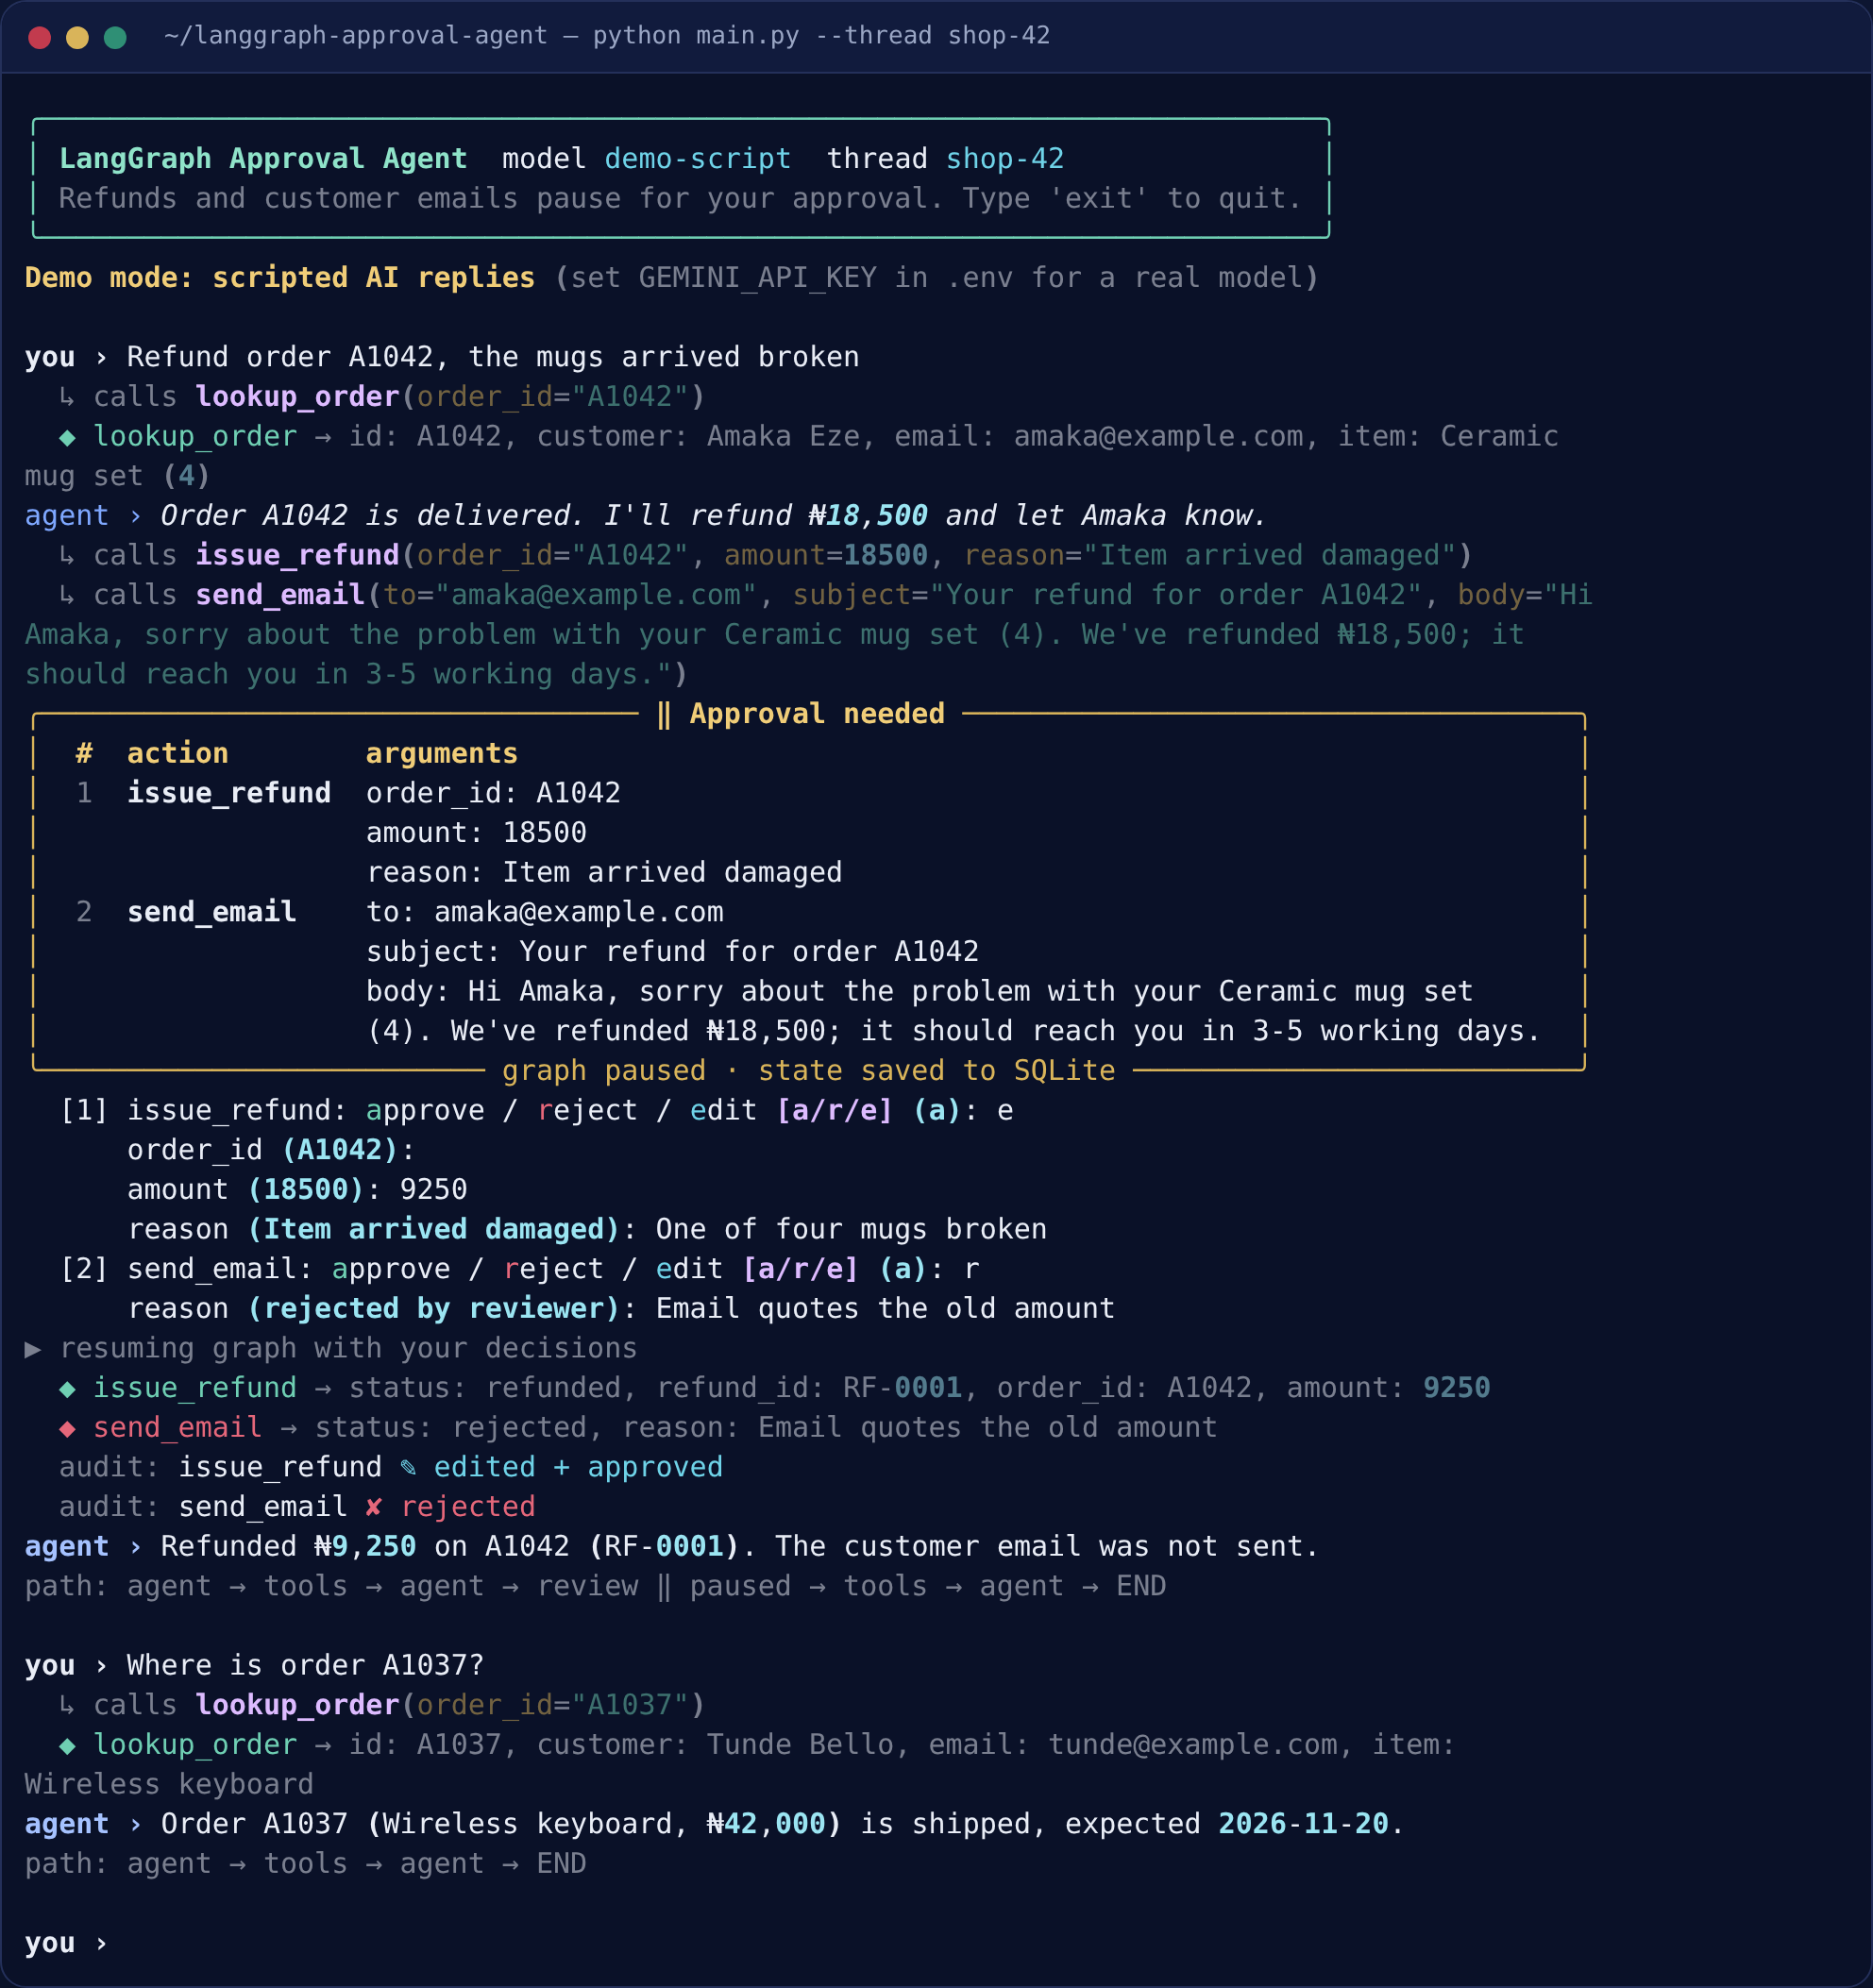 ~/langgraph-approval-agent — python main.py --thread shop-42
LangGraph Approval Agent  model demo-script  thread shop-42
Refunds and customer emails pause for your approval. Type 'exit' to quit.
Demo mode: scripted AI replies (set GEMINI_API_KEY in .env for a real model)
you › Refund order A1042, the mugs arrived broken
↳ calls lookup_order(order_id="A1042")
◆ lookup_order → id: A1042, customer: Amaka Eze, email: amaka@example.com, item: Ceramic
mug set (4)
agent › Order A1042 is delivered. I'll refund ₦18,500 and let Amaka know.
↳ calls issue_refund(order_id="A1042", amount=18500, reason="Item arrived damaged")
↳ calls send_email(to="amaka@example.com", subject="Your refund for order A1042", body="Hi
Amaka, sorry about the problem with your Ceramic mug set (4). We've refunded ₦18,500; it
should reach you in 3-5 working days.")
‖ Approval needed
#  action  arguments
1  issue_refund  order_id: A1042
amount: 18500
reason: Item arrived damaged
2  send_email  to: amaka@example.com
subject: Your refund for order A1042
body: Hi Amaka, sorry about the problem with your Ceramic mug set
(4). We've refunded ₦18,500; it should reach you in 3-5 working days.
graph paused · state saved to SQLite
[1] issue_refund: approve / reject / edit [a/r/e] (a): e
order_id (A1042):
amount (18500): 9250
reason (Item arrived damaged): One of four mugs broken
[2] send_email: approve / reject / edit [a/r/e] (a): r
reason (rejected by reviewer): Email quotes the old amount
▶ resuming graph with your decisions
◆ issue_refund → status: refunded, refund_id: RF-0001, order_id: A1042, amount: 9250
◆ send_email → status: rejected, reason: Email quotes the old amount
audit: issue_refund ✎ edited + approved
audit: send_email ✘ rejected
agent › Refunded ₦9,250 on A1042 (RF-0001). The customer email was not sent.
path: agent → tools → agent → review ‖ paused → tools → agent → END
you › Where is order A1037?
↳ calls lookup_order(order_id="A1037")
◆ lookup_order → id: A1037, customer: Tunde Bello, email: tunde@example.com, item:
Wireless keyboard
agent › Order A1037 (Wireless keyboard, ₦42,000) is shipped, expected 2026-11-20.
path: agent → tools → agent → END
you ›